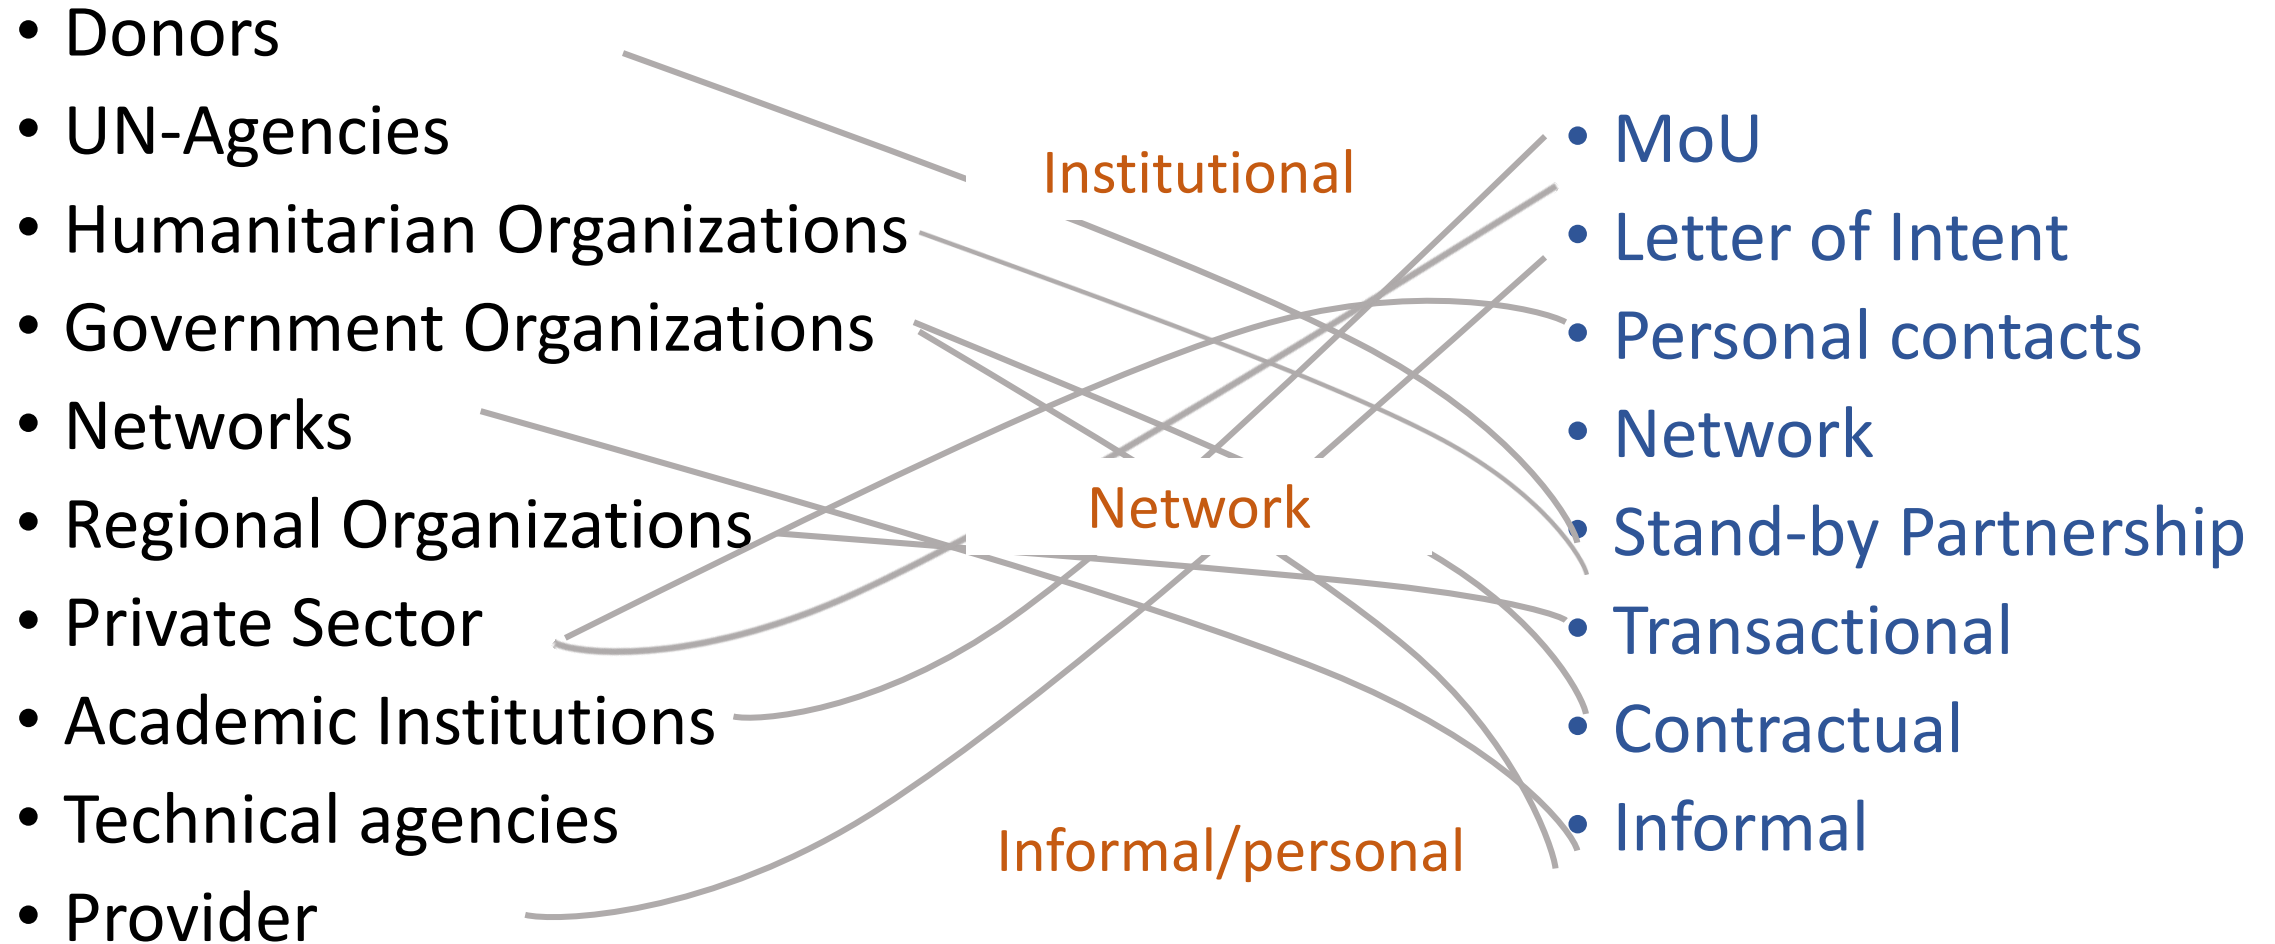 • Donors
• UN-Agencies
• Humanitarian Organizations
• Government Organizations
• Networks
• Regional Organizations
• Private Sector
• Academic Institutions
• Technical agencies
• Provider
Institutional
Network
Informal/personal
• MoU
• Letter of Intent
• Personal contacts
• Network
• Stand-by Partnership
• Transactional
• Contractual
• Informal